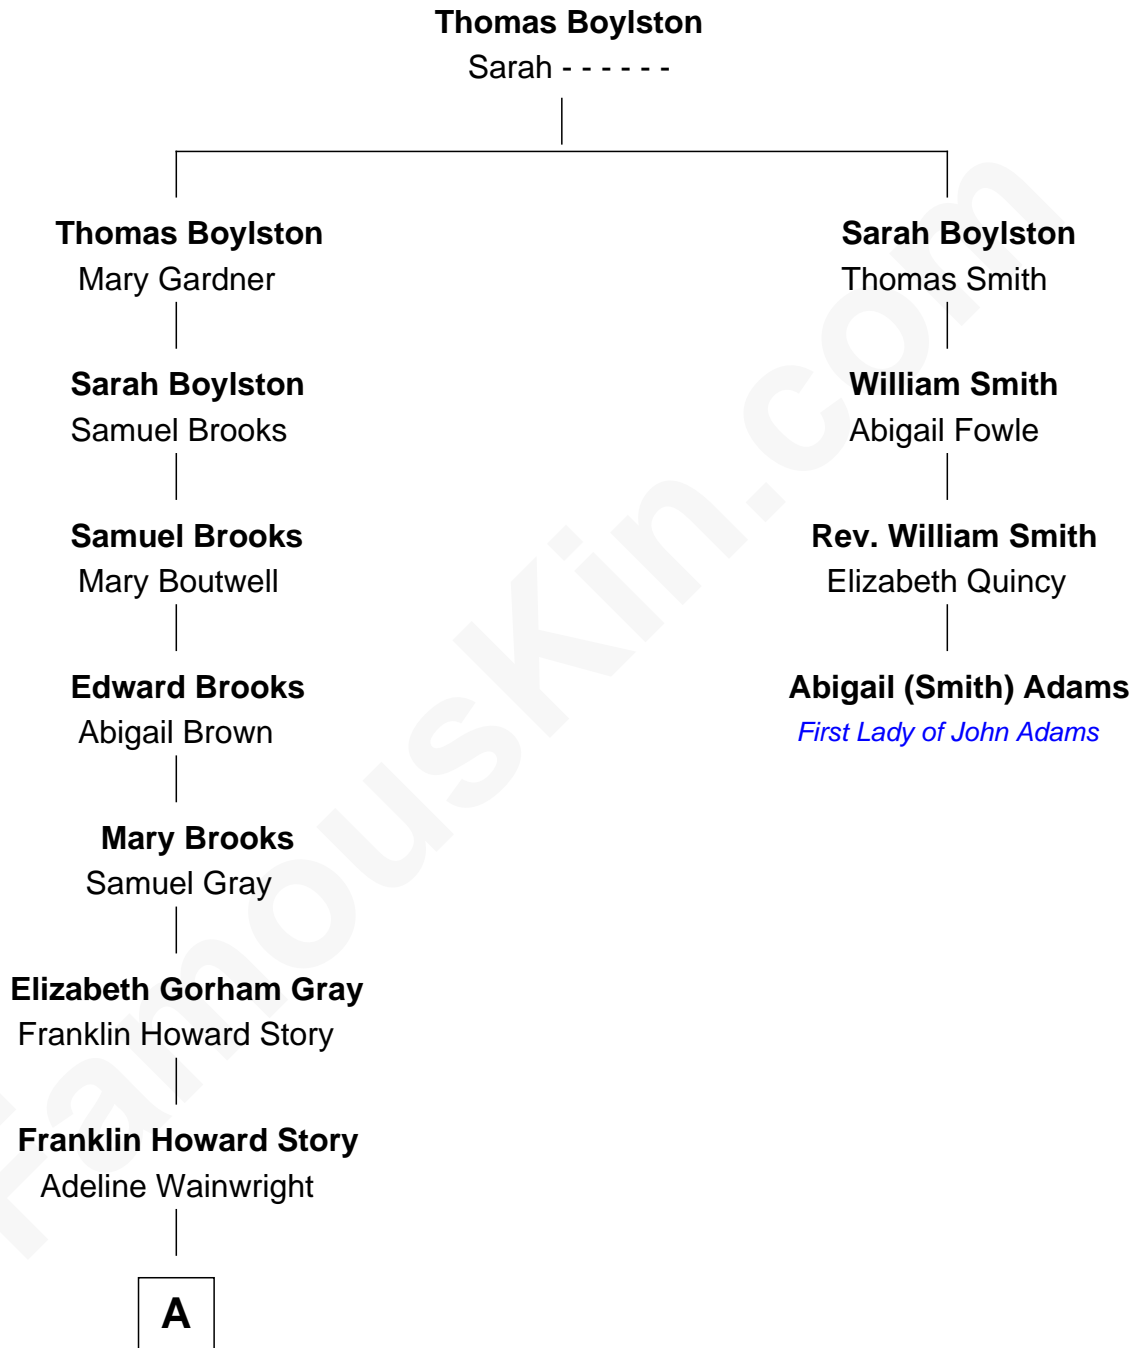 Thomas Boylston
Sarah - - - - - -
Thomas Boylston
Mary Gardner
Sarah Boylston
Thomas Smith
Sarah Boylston
Samuel Brooks
William Smith
Abigail Fowle
Samuel Brooks
Mary Boutwell
Rev. William Smith
Elizabeth Quincy
Edward Brooks
Abigail Brown
Abigail (Smith) Adams
First Lady of John Adams
Mary Brooks
Samuel Gray
Elizabeth Gorham Gray
Franklin Howard Story
Franklin Howard Story
Adeline Wainwright
A
FamousKin.com